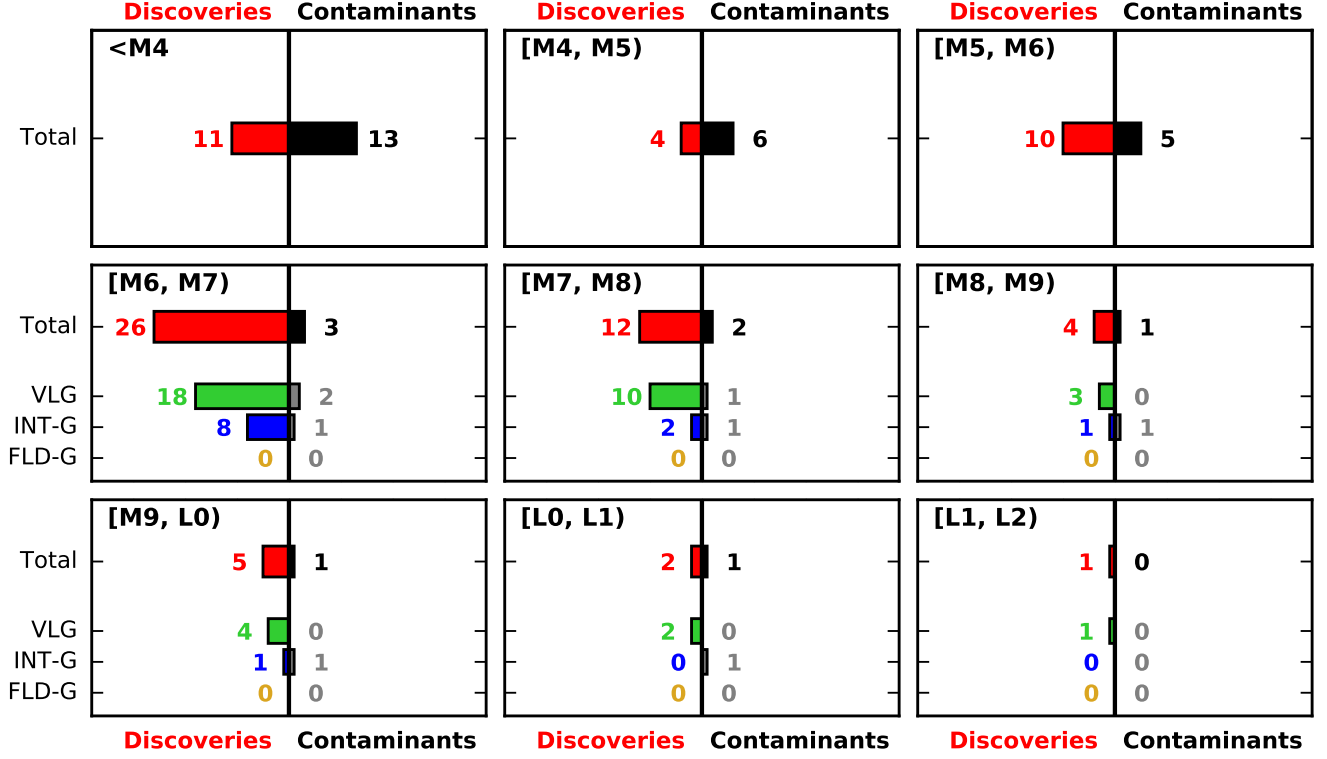 Discoveries Contaminants Discoveries Contaminants Discoveries Contaminants
<M4 [M4, M5) [M5, M6)
Total 11 13 4 6 10 5
[M6, M7) [M7, M8) [M8, M9)
Total 26 3 12 2 4 1
VLG 18 2 10 1 3 0
INT-G 8 1 2 1 1 1
FLD-G 0 0 0 0 0 0
[M9, L0) [L0, L1) [L1, L2)
Total 5 1 2 1 1 0
VLG 4 0 2 0 1 0
INT-G 1 1 0 1 0 0
FLD-G 0 0 0 0 0 0
Discoveries Contaminants Discoveries Contaminants Discoveries Contaminants